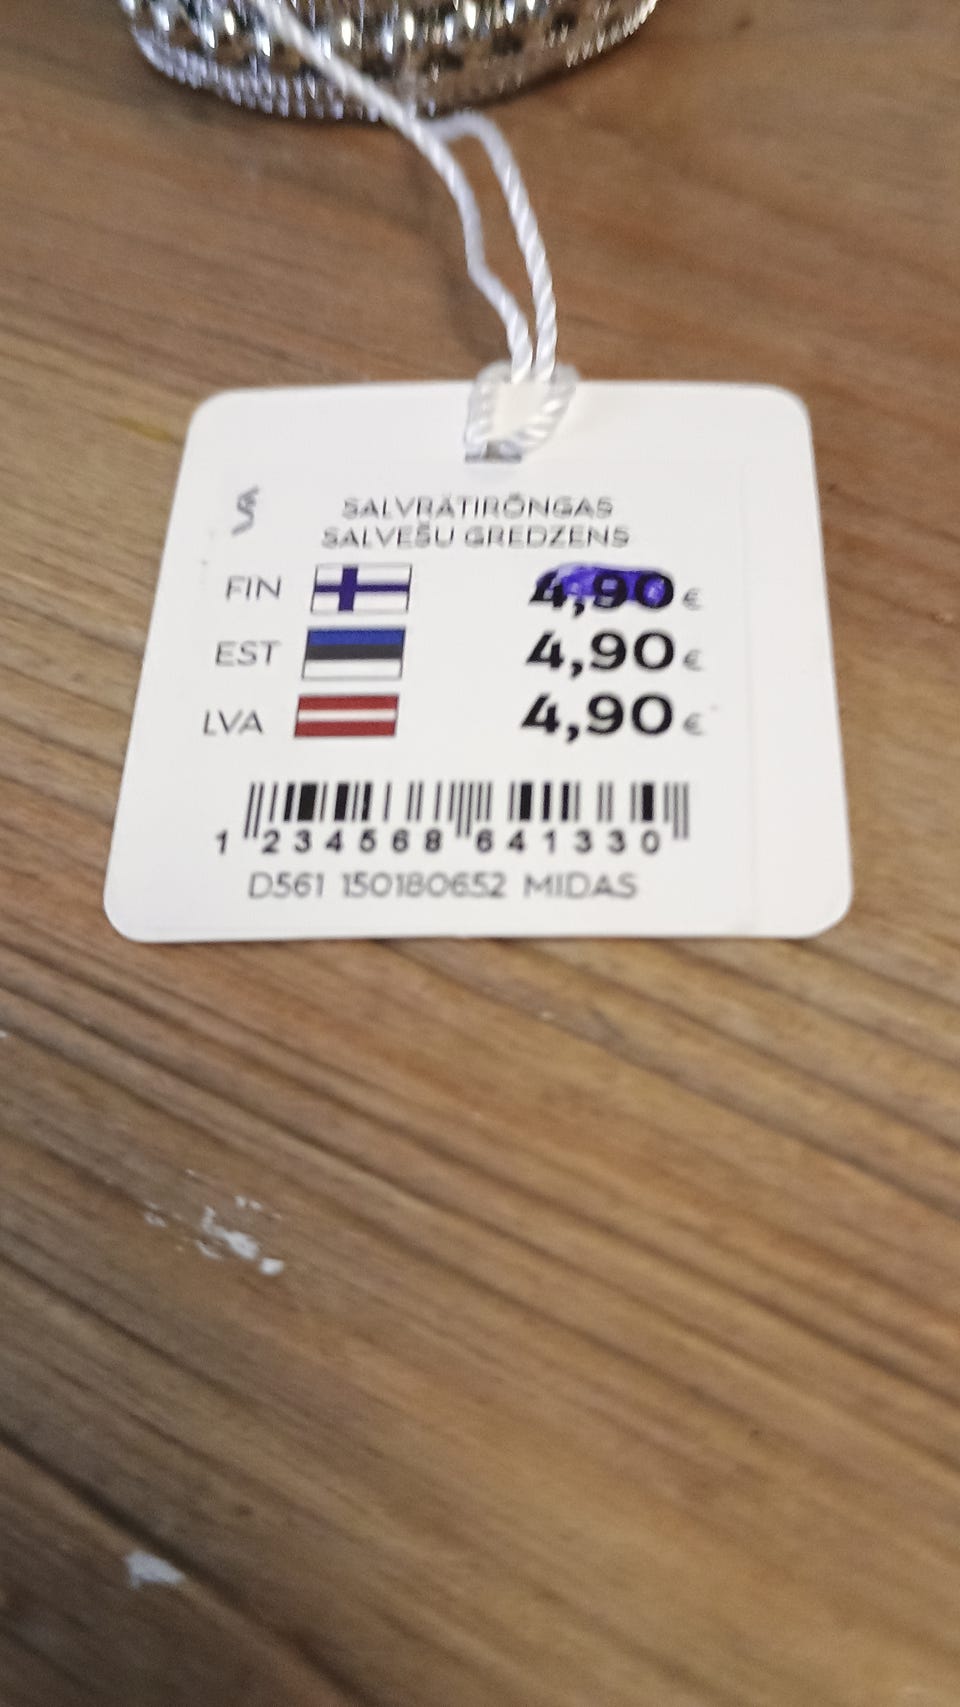 SALVRÄTIRÕNGAS
SALVEŠU GREDZENS
FIN 4,90 €
EST 4,90 €
LVA 4,90 €
1 234568 641330
D561 150180652 MIDAS